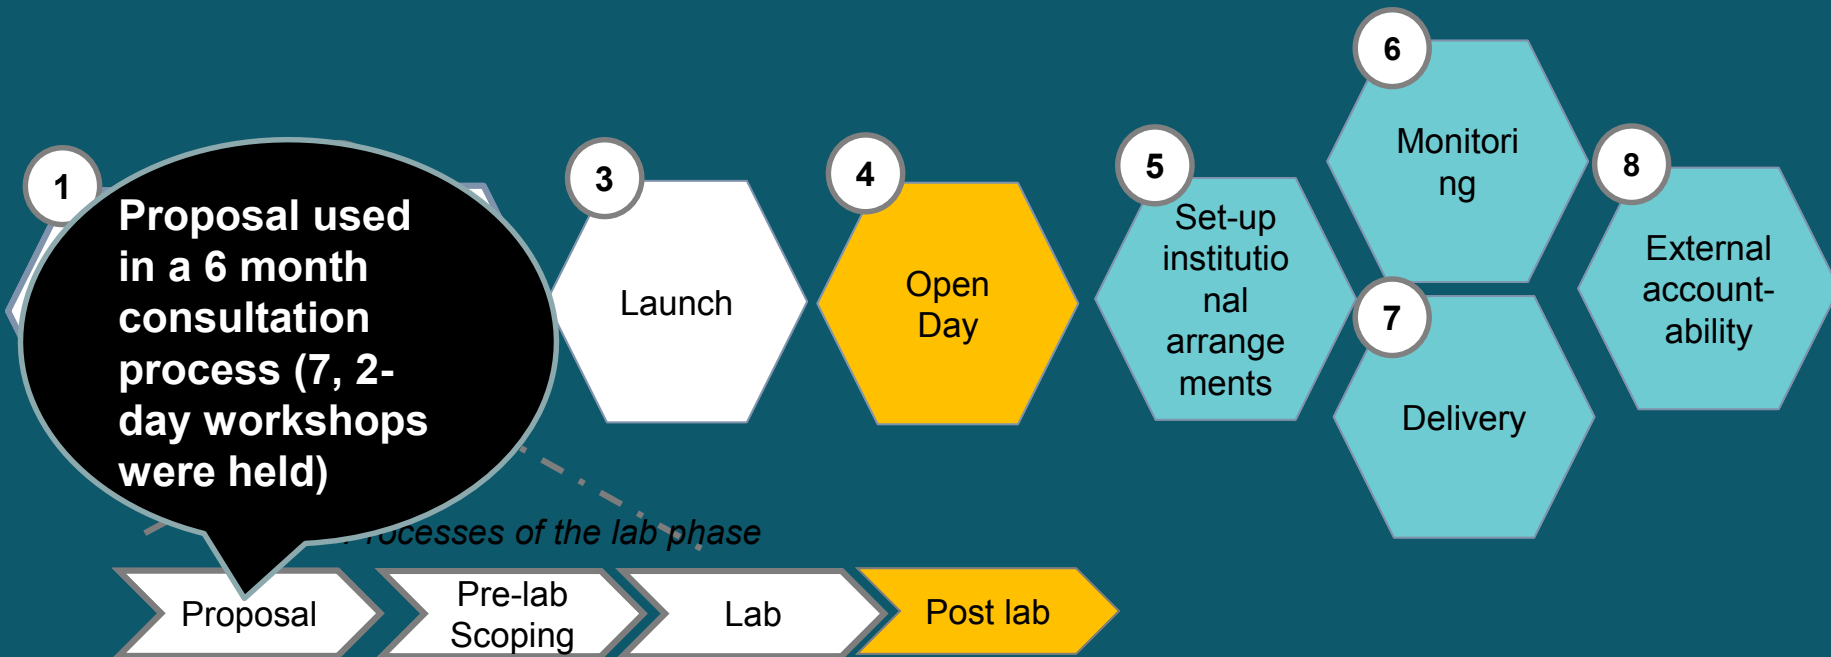 1
Proposal used
in a 6 month
consultation
process (7, 2-
day workshops
were held)
3
Launch
4
Open
Day
5
Set-up
institutio
nal
arrange
ments
6
Monitori
ng
7
Delivery
8
External
account-
ability
of the lab phase
Proposal
Pre-lab
Scoping
Lab
Post lab